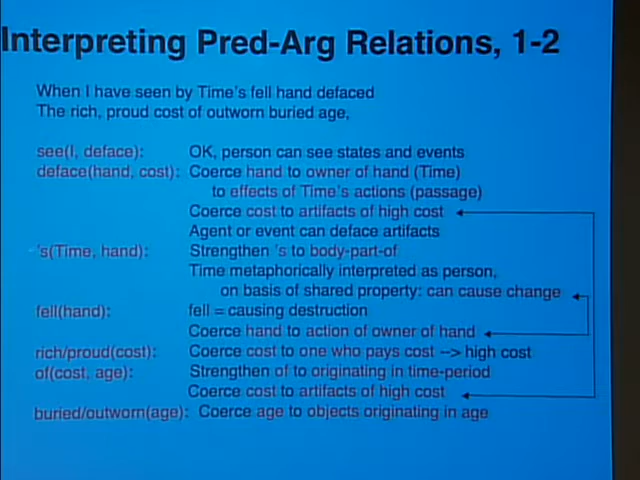 Interpreting Pred-Arg Relations, 1-2
When I have seen by Time's fell hand defaced
The rich, proud cost of outworn buried age,
see(I, deface): OK, person can see states and events
deface(hand, cost): Coerce hand to owner of hand (Time)
to effects of Time's actions (passage)
Coerce cost to artifacts of high cost
Agent or event can deface artifacts
's(Time, hand): Strengthen 's to body-part-of
Time metaphorically interpreted as person,
on basis of shared property: can cause change
fell(hand): fell = causing destruction
Coerce hand to action of owner of hand
rich/proud(cost): Coerce cost to one who pays cost --> high cost
of(cost, age): Strengthen of to originating in time-period
Coerce cost to artifacts of high cost
buried/outworn(age): Coerce age to objects originating in age